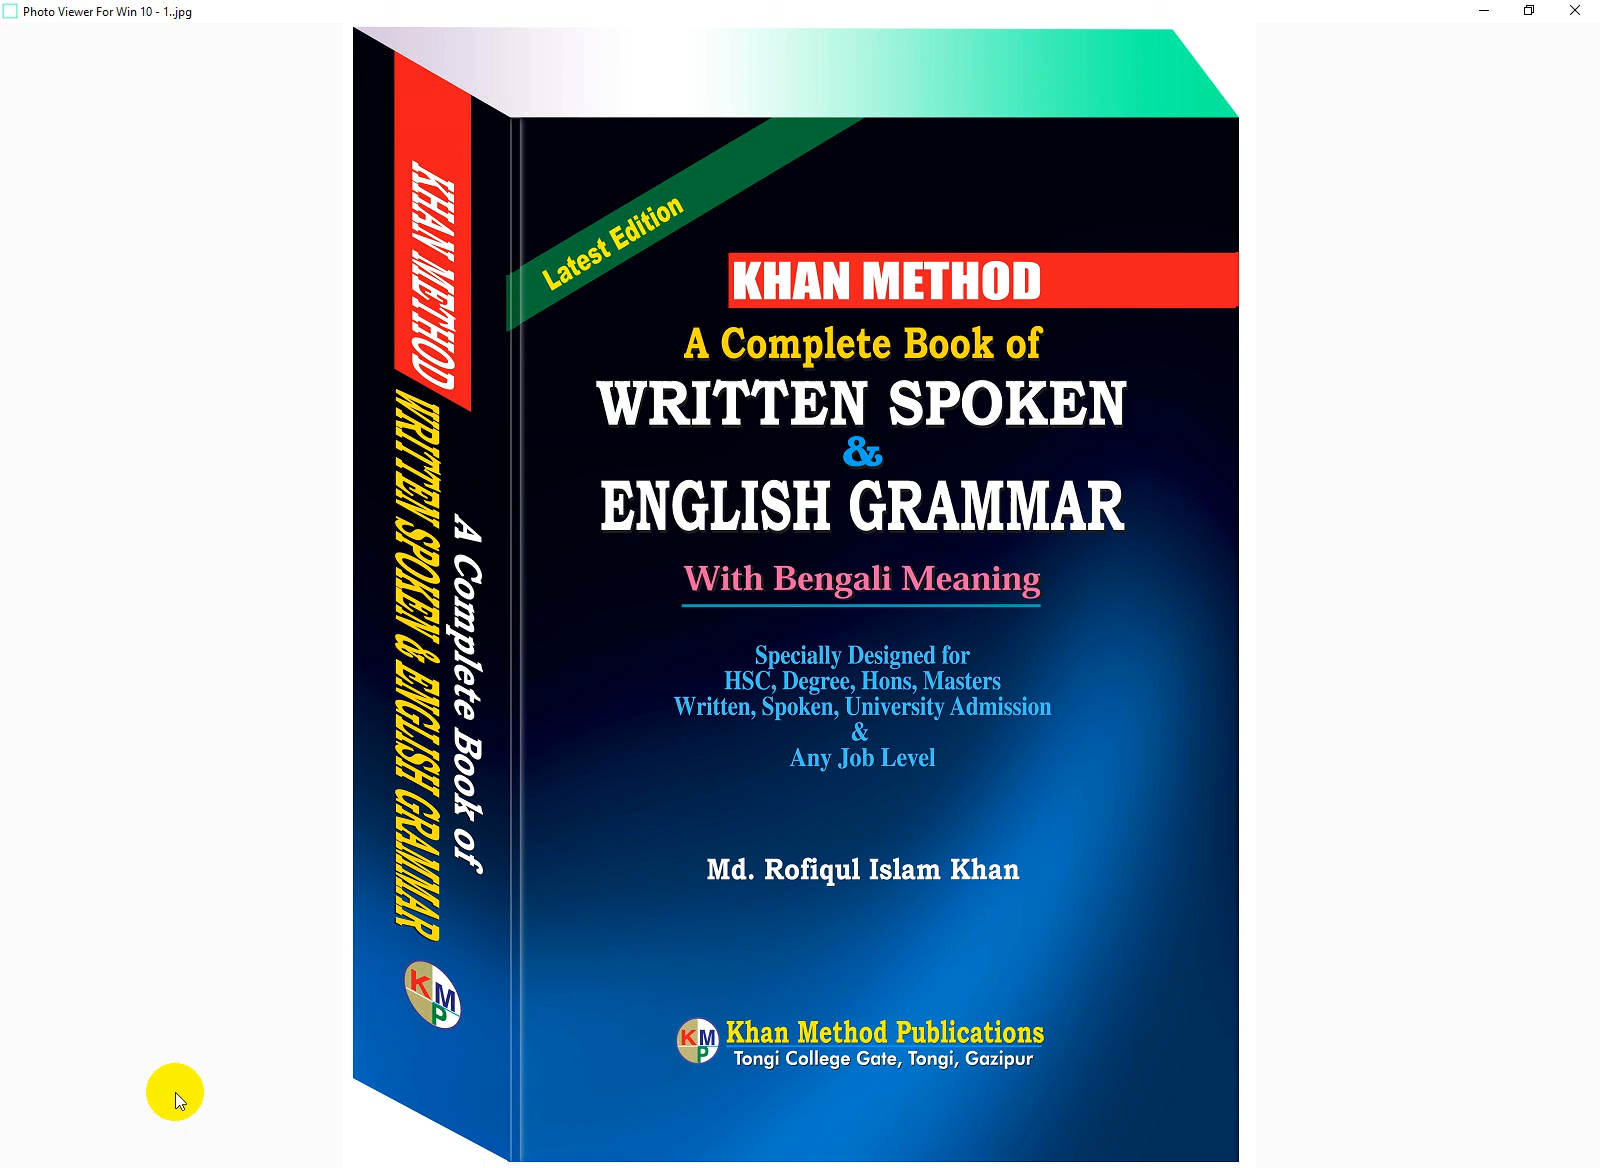 Photo Viewer For Win 10 - 1..jpg
KHAN METHOD
A Complete Book of
WRITTEN SPOKEN & ENGLISH GRAMMAR
KMP
Latest Edition
KHAN METHOD
A Complete Book of
WRITTEN SPOKEN
&
ENGLISH GRAMMAR
With Bengali Meaning
Specially Designed for
HSC, Degree, Hons, Masters
Written, Spoken, University Admission
&
Any Job Level
Md. Rofiqul Islam Khan
KMP Khan Method Publications
Tongi College Gate, Tongi, Gazipur